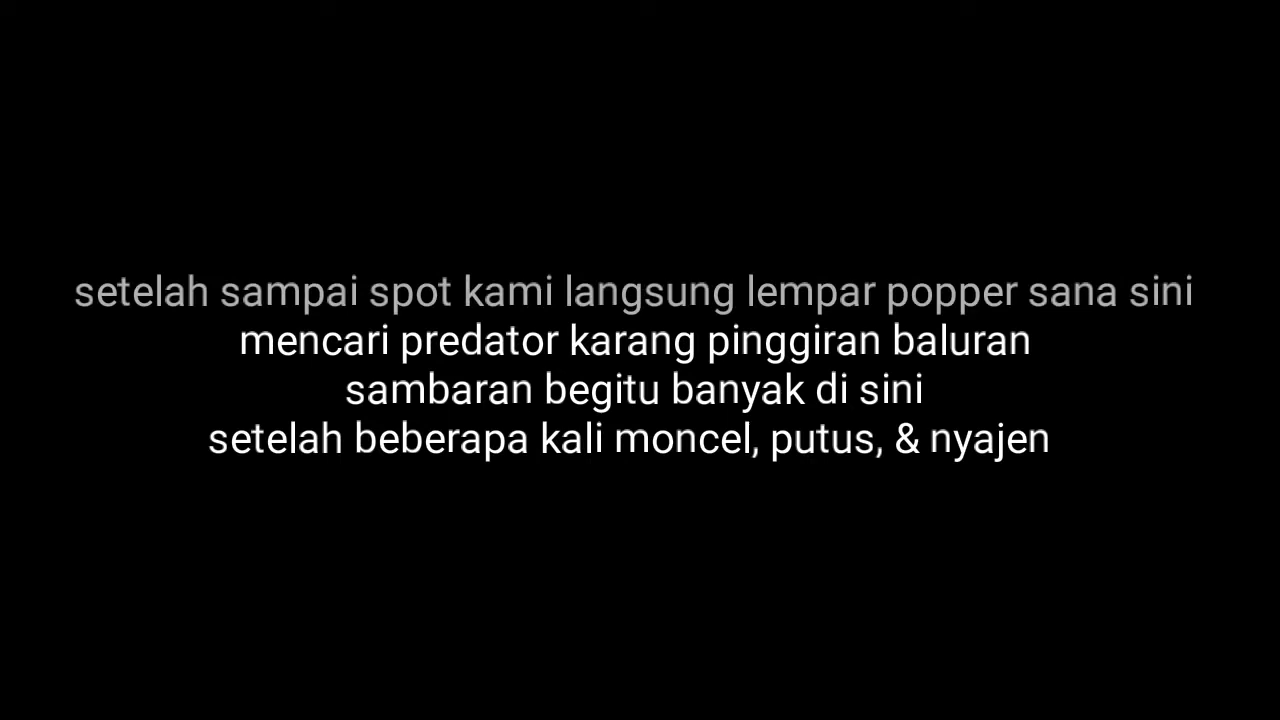 setelah sampai spot kami langsung lempar popper sana sini
mencari predator karang pinggiran baluran
sambaran begitu banyak di sini
setelah beberapa kali moncel, putus, & nyajen